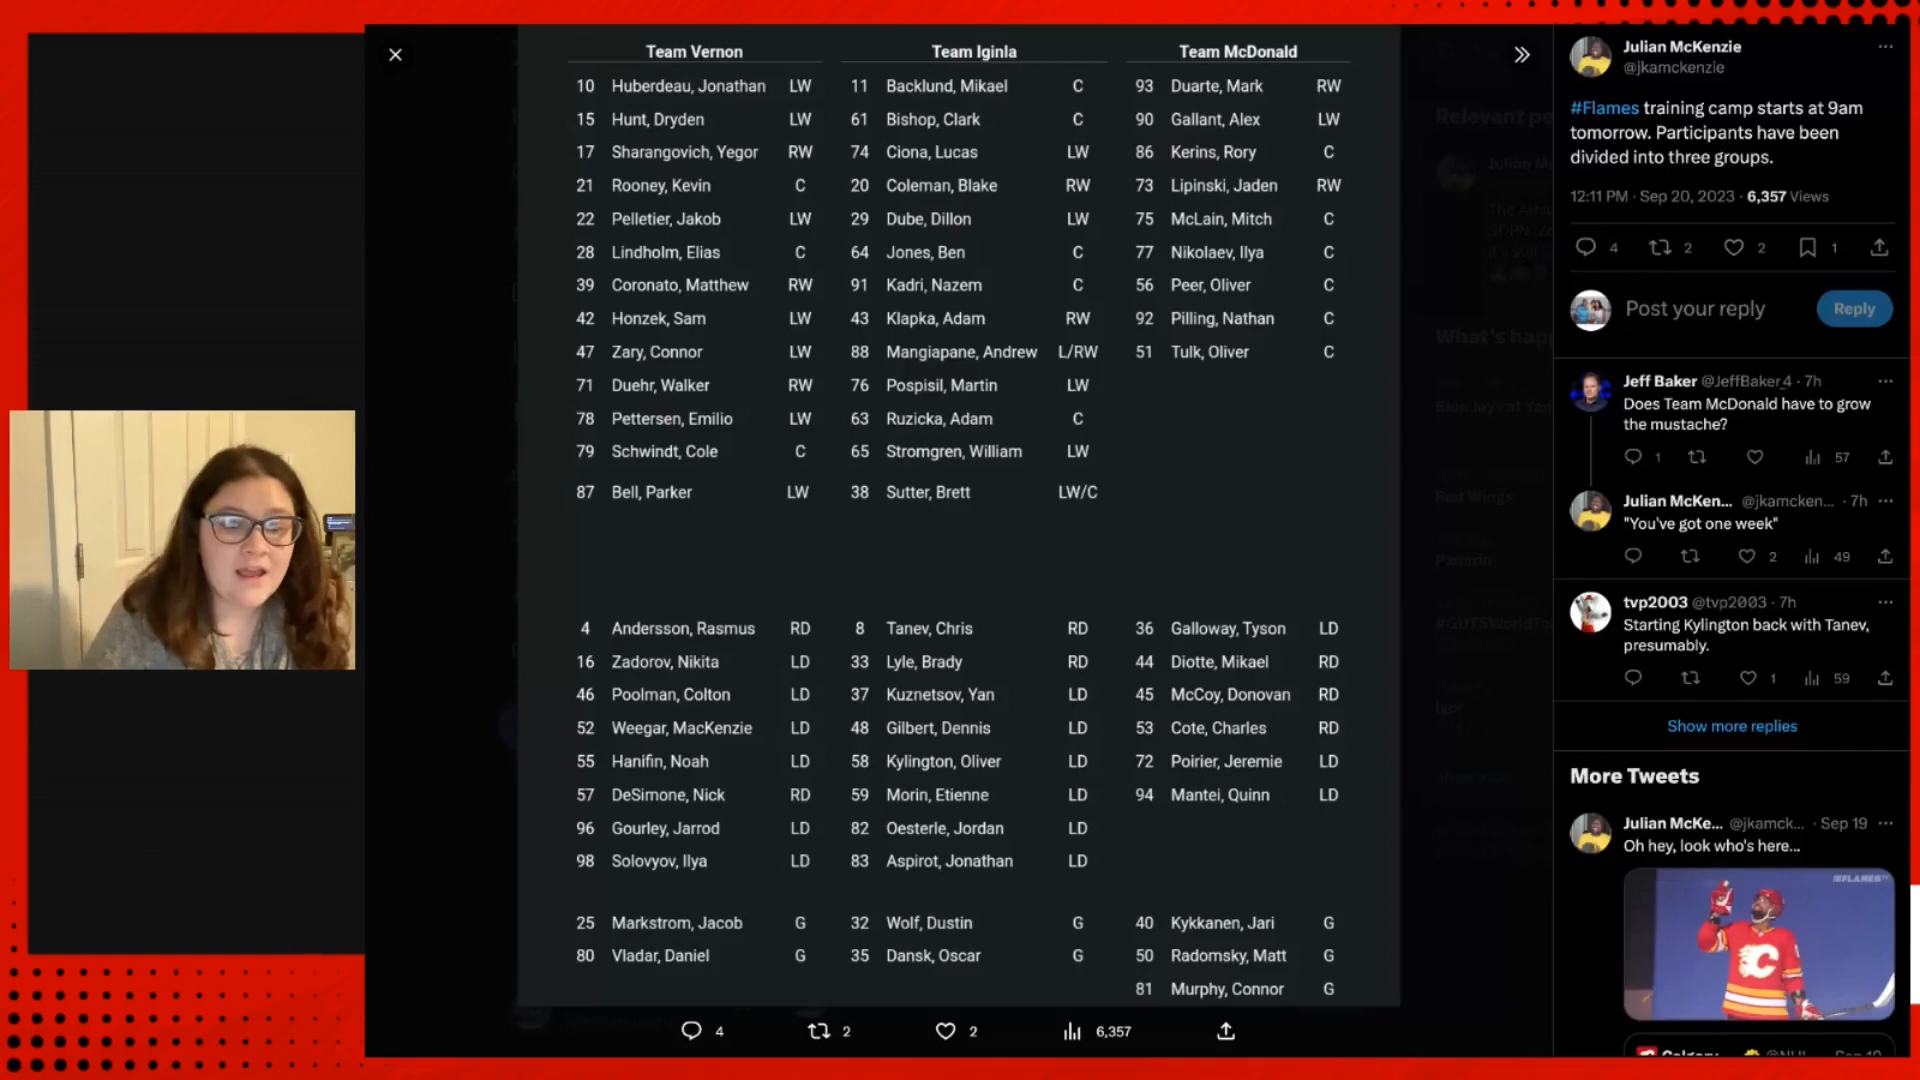 Team Vernon
10 Huberdeau, Jonathan LW
15 Hunt, Dryden LW
17 Sharangovich, Yegor RW
21 Rooney, Kevin C
22 Pelletier, Jakob LW
28 Lindholm, Elias C
39 Coronato, Matthew RW
42 Honzek, Sam LW
47 Zary, Connor LW
71 Duehr, Walker RW
78 Pettersen, Emilio LW
79 Schwindt, Cole C
87 Bell, Parker LW
4 Andersson, Rasmus RD
16 Zadorov, Nikita LD
46 Poolman, Colton LD
52 Weegar, MacKenzie LD
55 Hanifin, Noah LD
57 DeSimone, Nick RD
96 Gourley, Jarrod LD
98 Solovyov, Ilya LD
25 Markstrom, Jacob G
80 Vladar, Daniel G
Team Iginla
11 Backlund, Mikael C
61 Bishop, Clark C
74 Ciona, Lucas LW
20 Coleman, Blake RW
29 Dube, Dillon LW
64 Jones, Ben C
91 Kadri, Nazem C
43 Klapka, Adam RW
88 Mangiapane, Andrew L/RW
76 Pospisil, Martin LW
63 Ruzicka, Adam C
65 Stromgren, William LW
38 Sutter, Brett LW/C
8 Tanev, Chris RD
33 Lyle, Brady RD
37 Kuznetsov, Yan LD
48 Gilbert, Dennis LD
58 Kylington, Oliver LD
59 Morin, Etienne LD
82 Oesterle, Jordan LD
83 Aspirot, Jonathan LD
32 Wolf, Dustin G
35 Dansk, Oscar G
Team McDonald
93 Duarte, Mark RW
90 Gallant, Alex LW
86 Kerins, Rory C
73 Lipinski, Jaden RW
75 McLain, Mitch C
77 Nikolaev, Ilya C
56 Peer, Oliver C
92 Pilling, Nathan C
51 Tulk, Oliver C
36 Galloway, Tyson LD
44 Diotte, Mikael RD
45 McCoy, Donovan RD
53 Cote, Charles RD
72 Poirier, Jeremie LD
94 Mantei, Quinn LD
40 Kykkanen, Jari G
50 Radomsky, Matt G
81 Murphy, Connor G
4 2 2 6,357
Julian McKenzie
@jkamckenzie
#Flames training camp starts at 9am
tomorrow. Participants have been
divided into three groups.
12:11 PM · Sep 20, 2023 · 6,357 Views
4 2 2 1
Post your reply
Reply
Jeff Baker @JeffBaker_4 · 7h
Does Team McDonald have to grow
the mustache?
1 57
Julian McKen... @jkamcken... · 7h
"You've got one week"
2 49
tvp2003 @tvp2003 · 7h
Starting Kylington back with Tanev,
presumably.
1 59
Show more replies
More Tweets
Julian McKe... @jkamck... · Sep 19
Oh hey, look who's here...